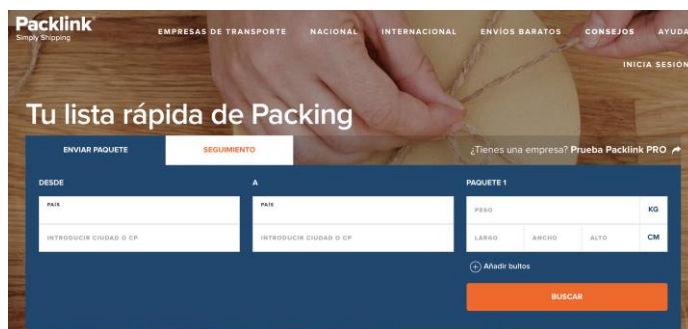 Packlink
Simply Shipping
EMPRESAS DE TRANSPORTE NACIONAL INTERNACIONAL ENVÍOS BARATOS CONSEJOS AYUDA
INICIA SESIÓN
Tu lista rápida de Packing
ENVIAR PAQUETE SEGUIMIENTO ¿Tienes una empresa? Prueba Packlink PRO
DESDE A PAQUETE 1
PAÍS PAÍS PESO KG
INTRODUCIR CIUDAD O CP INTRODUCIR CIUDAD O CP LARGO ANCHO ALTO CM
Añadir bultos
BUSCAR